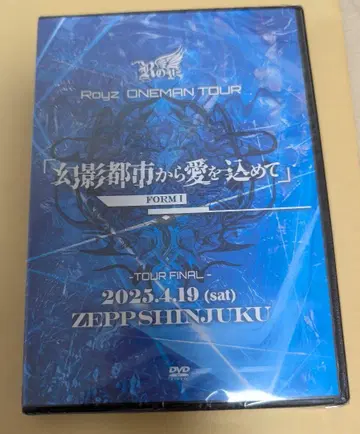 Royz
Royz ONEMAN TOUR
「幻影都市から愛を込めて」
FORM I
-TOUR FINAL-
2025.4.19 (sat)
ZEPP SHINJUKU
DVD